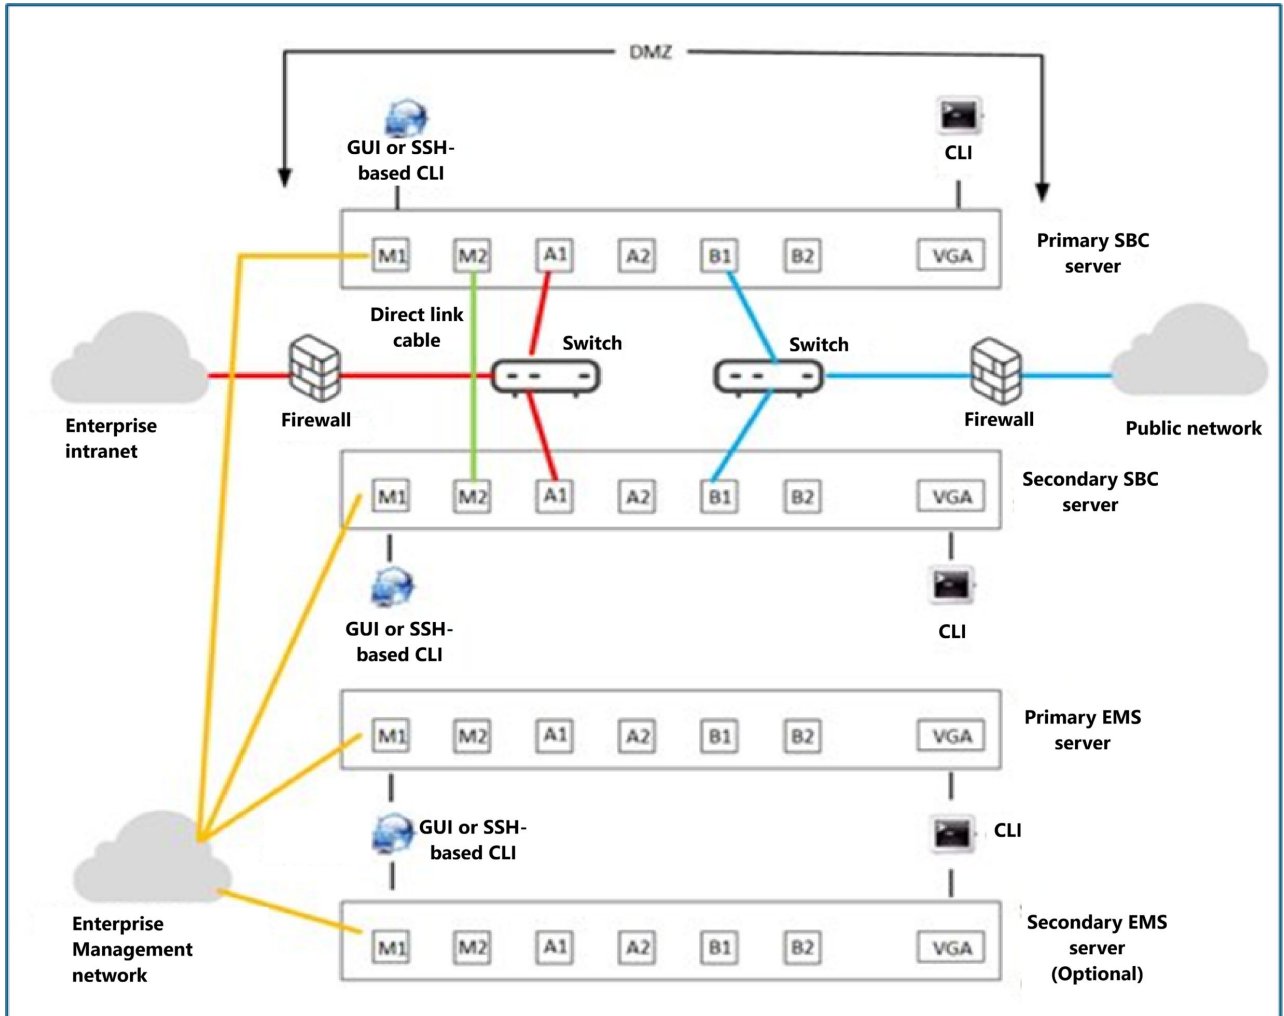 DMZ
GUI or SSH-
based CLI
CLI
M1 M2 A1 A2 B1 B2 VGA
Primary SBC
server
Direct link
cable
Switch
Switch
Firewall
Firewall
Enterprise
intranet
Public network
M1 M2 A1 A2 B1 B2 VGA
Secondary SBC
server
GUI or SSH-
based CLI
CLI
M1 M2 A1 A2 B1 B2 VGA
Primary EMS
server
GUI or SSH-
based CLI
CLI
Enterprise
Management
network
M1 M2 A1 A2 B1 B2 VGA
Secondary EMS
server
(Optional)